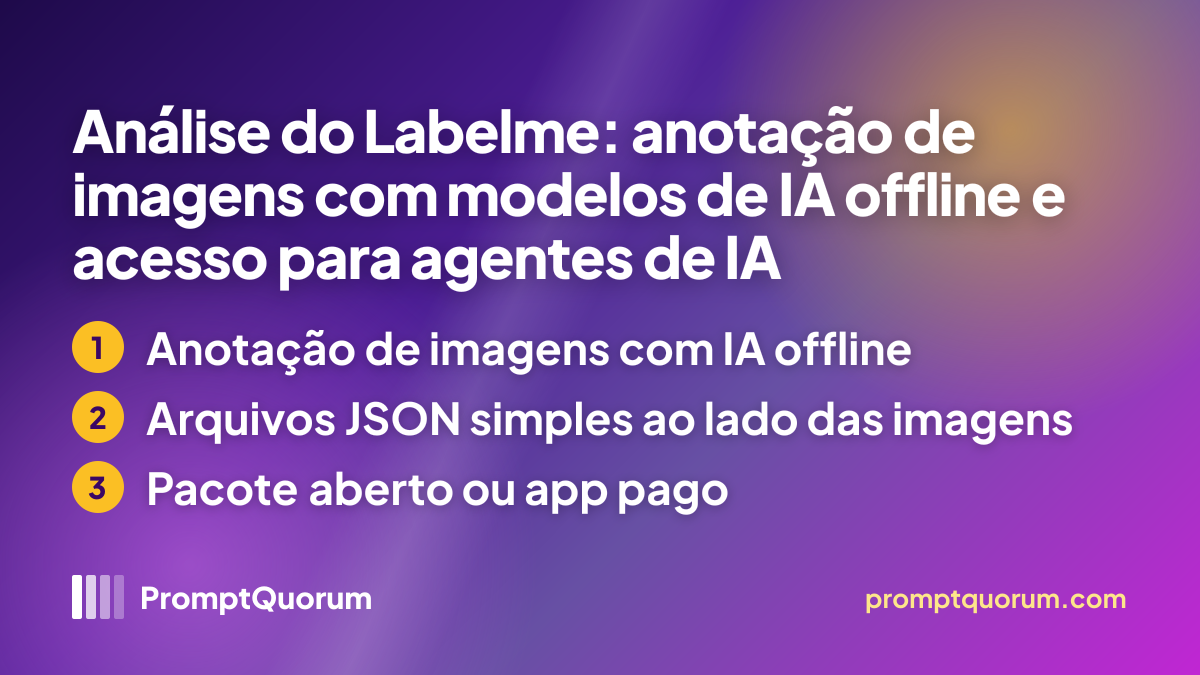 Análise do Labelme: anotação de
imagens com modelos de IA offline e
acesso para agentes de IA
1 Anotação de imagens com IA offline
2 Arquivos JSON simples ao lado das imagens
3 Pacote aberto ou app pago
PromptQuorum
promptquorum.com